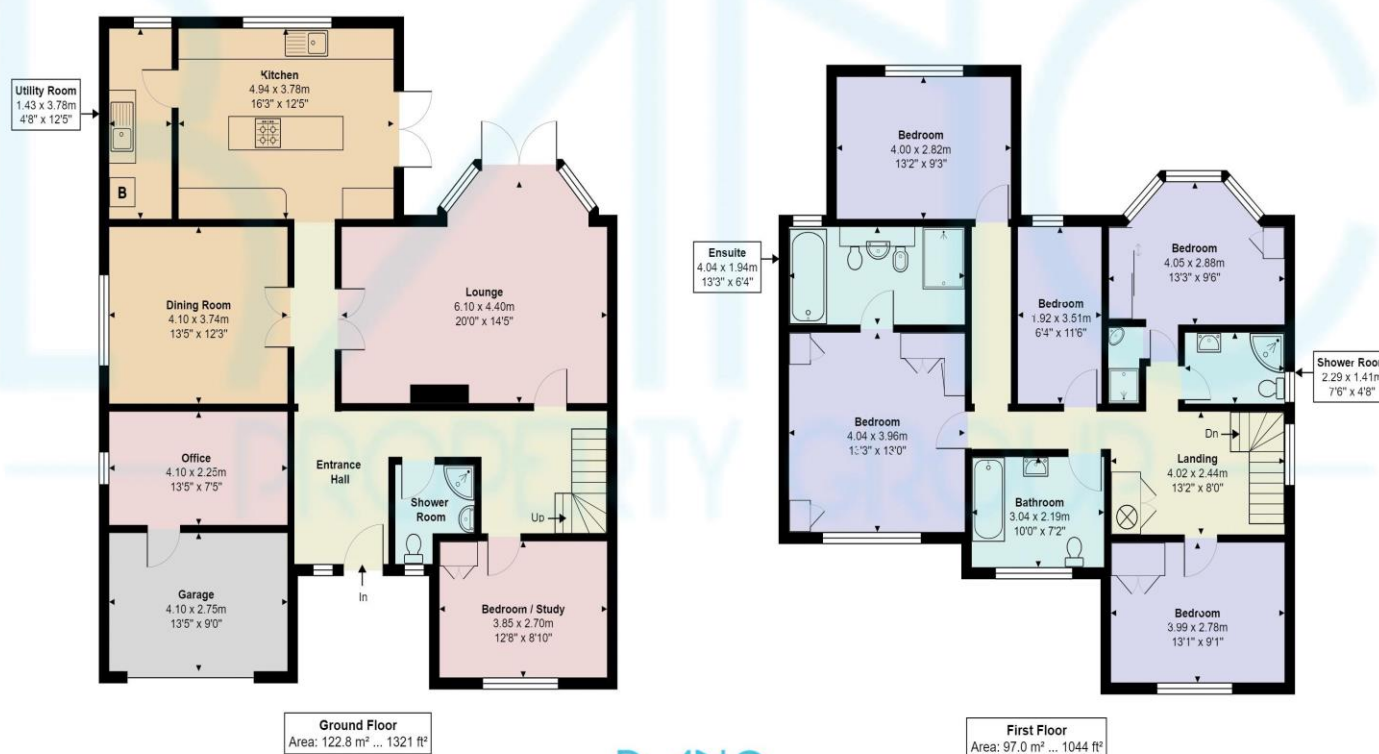 Utility Room
1.43 x 3.78m
4'8" x 12'5"
B
Kitchen
4.94 x 3.78m
16'3" x 12'5"
Dining Room
4.10 x 3.74m
13'5" x 12'3"
Lounge
6.10 x 4.40m
20'0" x 14'5"
Office
4.10 x 2.25m
13'5" x 7'5"
Entrance
Hall
Shower
Room
Up
In
Garage
4.10 x 2.75m
13'5" x 9'0"
Bedroom / Study
3.85 x 2.70m
12'8" x 8'10"
Ground Floor
Area: 122.8 m² ... 1321 ft²
Bedroom
4.00 x 2.82m
13'2" x 9'3"
Ensuite
4.04 x 1.94m
13'3" x 6'4"
Bedroom
1.92 x 3.51m
6'4" x 11'6"
Bedroom
4.05 x 2.88m
13'3" x 9'6"
Shower Room
2.29 x 1.41m
7'6" x 4'8"
Bedroom
4.04 x 3.96m
13'3" x 13'0"
Dn
Landing
4.02 x 2.44m
13'2" x 8'0"
Bathroom
3.04 x 2.19m
10'0" x 7'2"
Bedroom
3.99 x 2.78m
13'1" x 9'1"
First Floor
Area: 97.0 m² ... 1044 ft²
PROPERTY GROUP